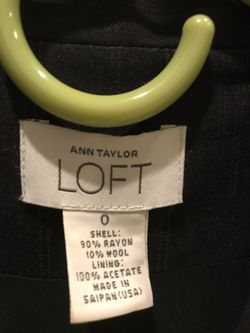 ANN TAYLOR
LOFT
0
SHELL:
90% RAYON
10% WOOL
LINING:
100% ACETATE
MADE IN
SAIPAN(USA)